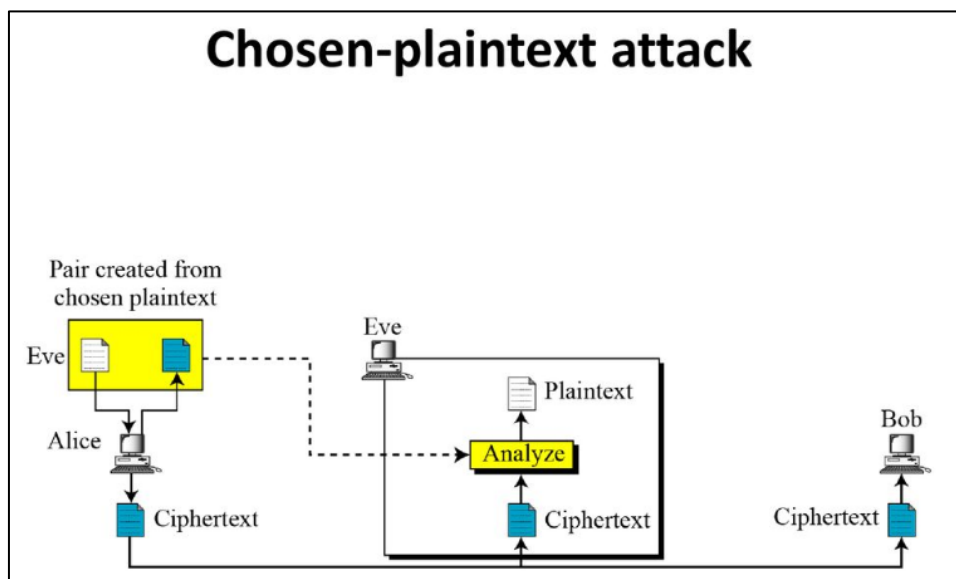 Chosen-plaintext attack
Pair created from
chosen plaintext
Eve
Eve
Plaintext
Alice
Bob
Analyze
Ciphertext
Ciphertext
Ciphertext